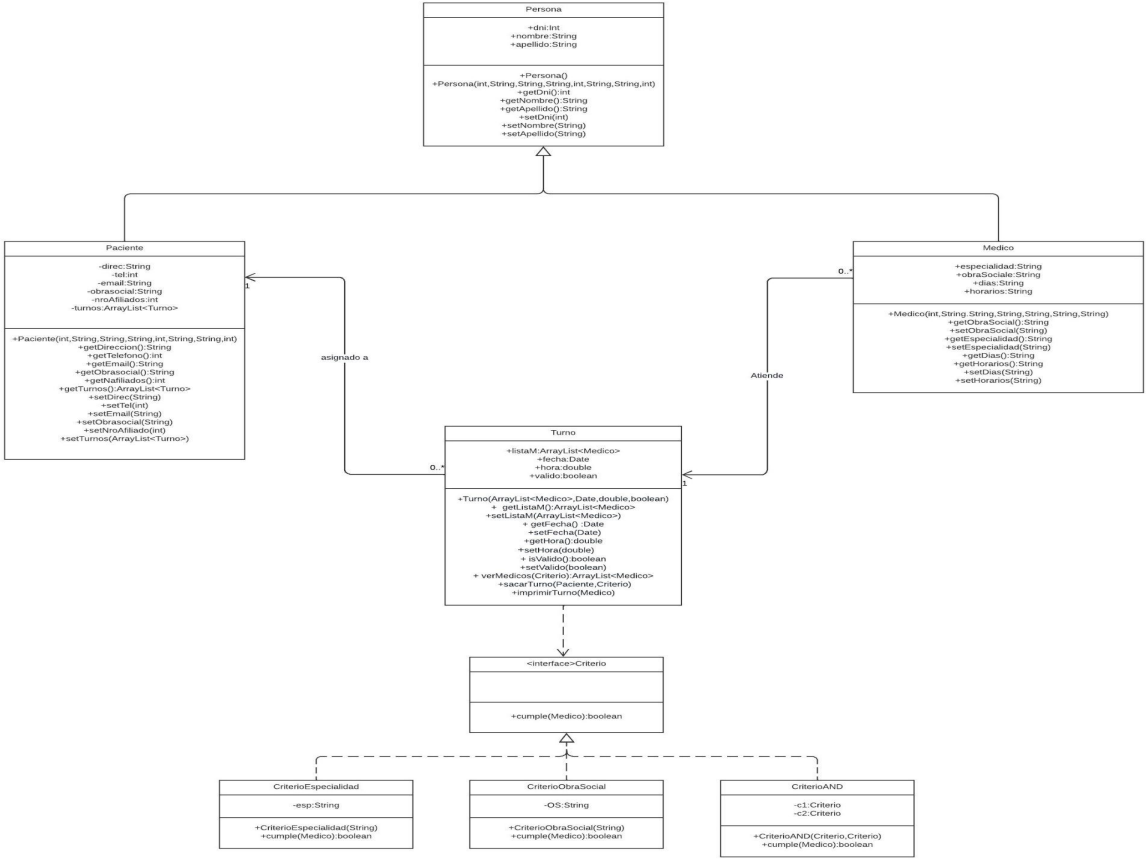 Persona
+dni:Int
+nombre:String
+apellido:String
+Persona()
+Persona(int,String,String,String,int,String,String,int)
+getDni():int
+getNombre():String
+getApellido():String
+setDni(int)
+setNombre(String)
+setApellido(String)
Paciente
-direc:String
-tel:int
-email:String
-obrasocial:String
-nroAfiliados:int
-turnos:ArrayList<Turno>
+Paciente(int,String,String,String,int,String,String,int)
+getDireccion():String
+getTelefono():int
+getEmail():String
+getObrasocial():String
+getNafiliados():int
+getTurnos():ArrayList<Turno>
+setDirec(String)
+setTel(int)
+setEmail(String)
+setObrasocial(String)
+setNroAfiliado(int)
+setTurnos(ArrayList<Turno>)
Medico
+especialidad:String
+obraSociale:String
+dias:String
+horarios:String
+Medico(int,String.String,String,String,String,String)
+getObraSocial():String
+setObraSocial(String)
+getEspecialidad():String
+setEspecialidad(String)
+getDias():String
+getHorarios():String
+setDias(String)
+setHorarios(String)
1
asignado a
0..*
0..*
Atiende
1
Turno
+listaM:ArrayList<Medico>
+fecha:Date
+hora:double
+valido:boolean
+Turno(ArrayList<Medico>,Date,double,boolean)
+ getListaM():ArrayList<Medico>
+setListaM(ArrayList<Medico>)
+ getFecha() :Date
+setFecha(Date)
+getHora():double
+setHora(double)
+ isValido():boolean
+setValido(boolean)
+ verMedicos(Criterio):ArrayList<Medico>
+sacarTurno(Paciente,Criterio)
+imprimirTurno(Medico)
<interface>Criterio
+cumple(Medico):boolean
CriterioEspecialidad
-esp:String
+CriterioEspecialidad(String)
+cumple(Medico):boolean
CriterioObraSocial
-OS:String
+CriterioObraSocial(String)
+cumple(Medico):boolean
CriterioAND
-c1:Criterio
-c2:Criterio
+CriterioAND(Criterio,Criterio)
+cumple(Medico):boolean